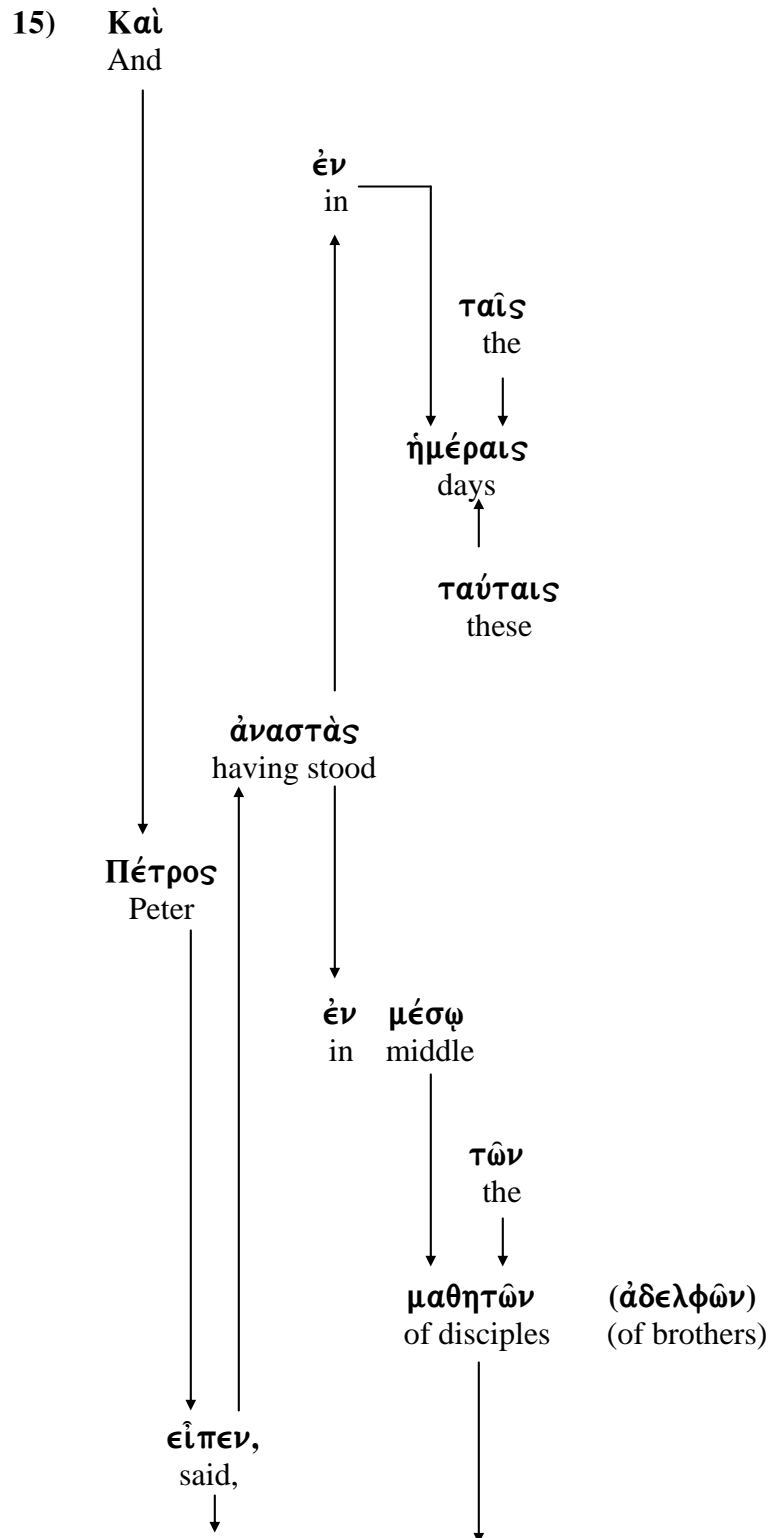 15) Καὶ
And
ἐν
in
ταῖς
the
ἡμέραις
days
ταύταις
these
ἀναστὰς
having stood
Πέτρος
Peter
ἐν μέσῳ
in middle
τῶν
the
μαθητῶν (ἀδελφῶν)
of disciples (of brothers)
εἶπεν,
said,